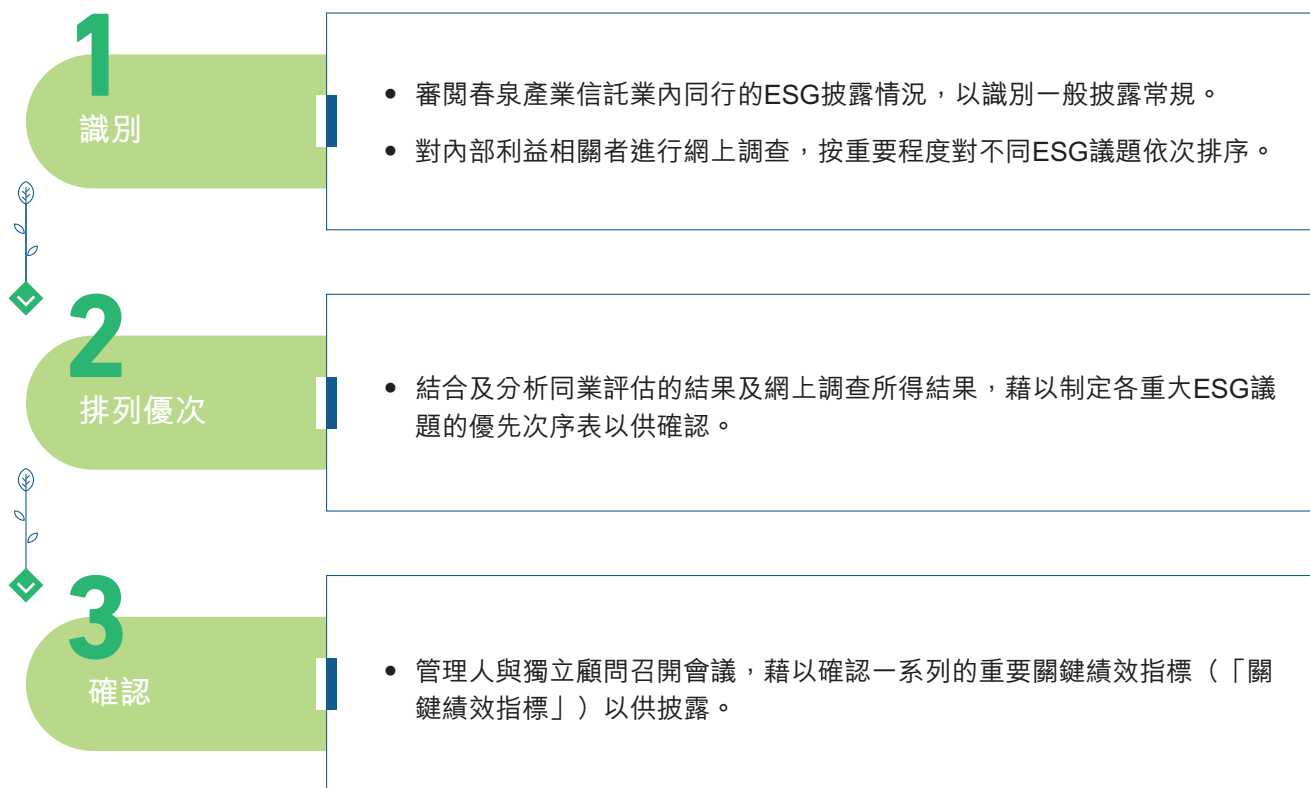 1
識別
• 審閱春泉產業信託業內同行的ESG披露情況，以識別一般披露常規。
• 對內部利益相關者進行網上調查，按重要程度對不同ESG議題依次排序。
2
排列優次
• 結合及分析同業評估的結果及網上調查所得結果，藉以制定各重大ESG議
題的優先次序表以供確認。
3
確認
• 管理人與獨立顧問召開會議，藉以確認一系列的重要關鍵績效指標（「關
鍵績效指標」）以供披露。